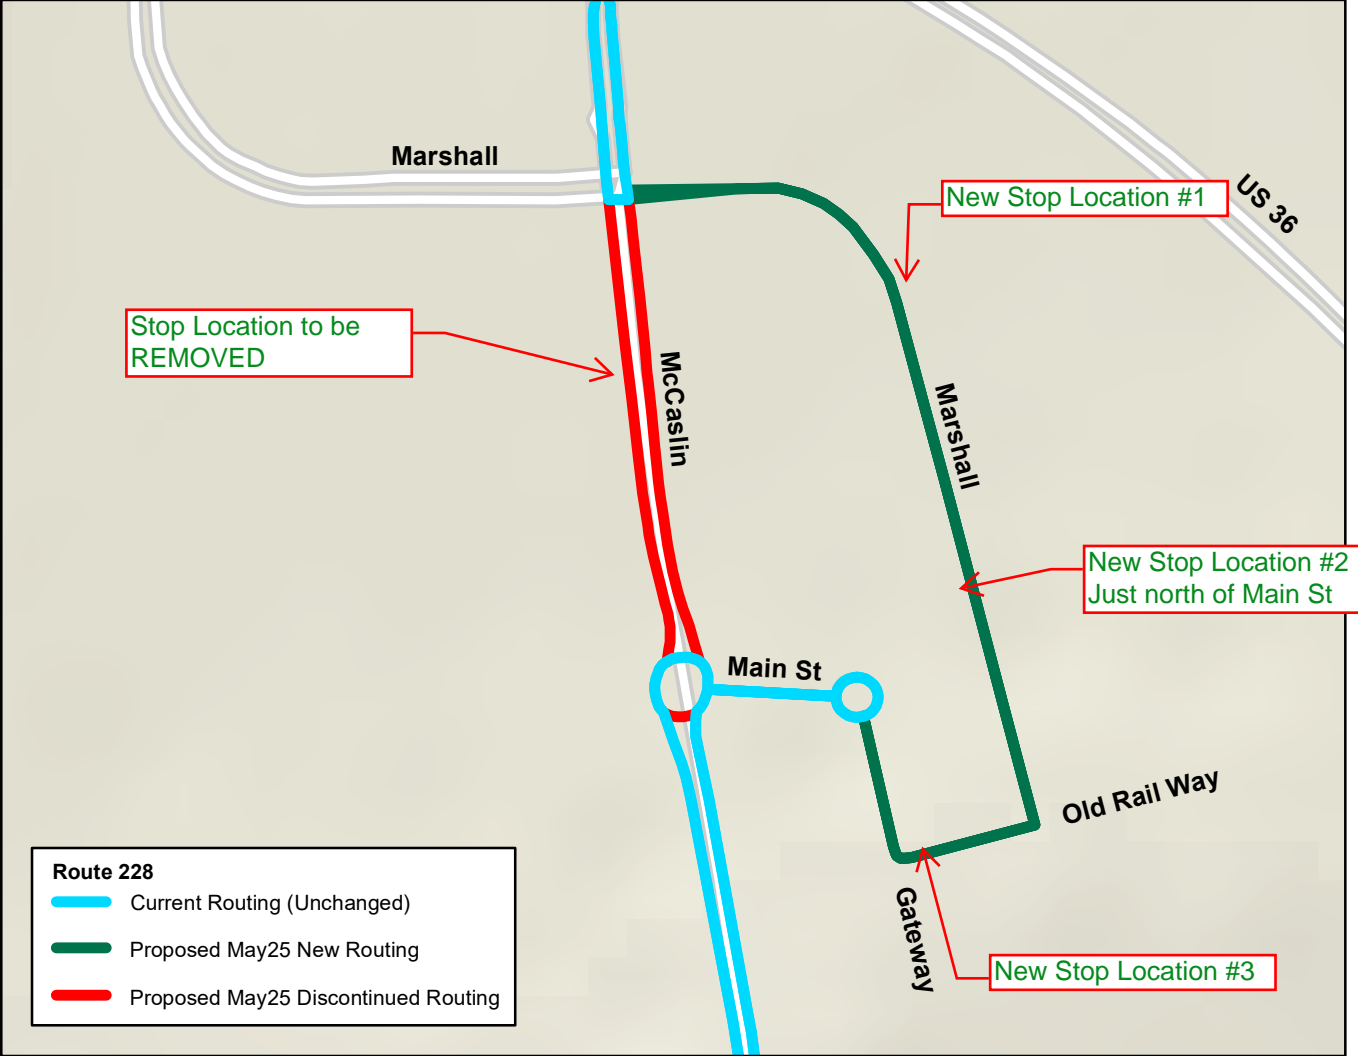 Marshall
US 36
New Stop Location #1
Stop Location to be
REMOVED
McCaslin
Marshall
New Stop Location #2
Just north of Main St
Main St
Old Rail Way
Gateway
New Stop Location #3
Route 228
Current Routing (Unchanged)
Proposed May25 New Routing
Proposed May25 Discontinued Routing